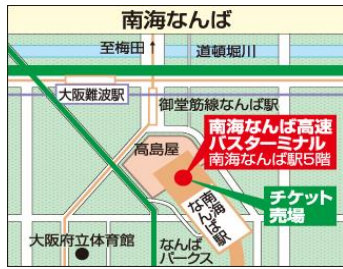 南海なんば
至梅田↑
道頓堀川
大阪難波駅
御堂筋線なんば駅
南海なんば高速
バスターミナル
南海なんば駅5階
高島屋
チケット
売場
南海
なんば駅
大阪府立体育館
なんば
パークス